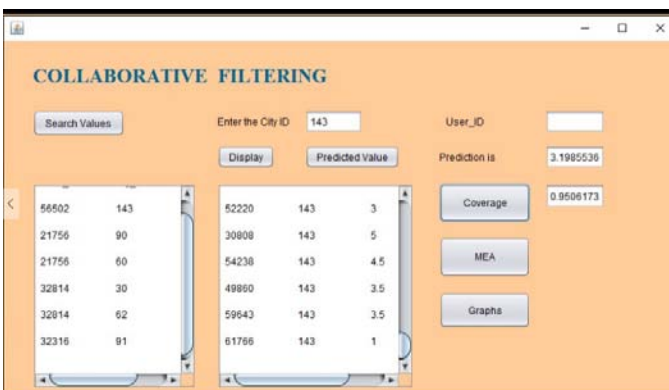 COLLABORATIVE FILTERING
Search Values
Enter the City ID 143
User_ID
Display Predicted Value
Prediction is 3.1985536
56502 143
21756 90
21756 60
32814 30
32814 62
32316 91
52220 143 3
30808 143 5
54238 143 4.5
49860 143 3.5
59643 143 3.5
61766 143 1
Coverage 0.9506173
MEA
Graphs